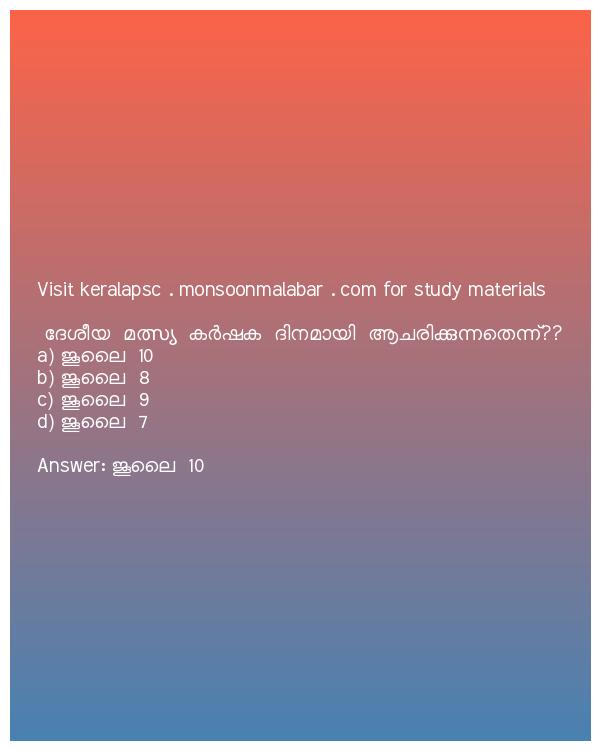 Visit keralapsc . monsoonmalabar . com for study materials
ദേശീയ മത്സ്യ കർഷക ദിനമായി ആചരിക്കുന്നതെന്ന്??
a) ജൂലൈ 10
b) ജൂലൈ 8
c) ജൂലൈ 9
d) ജൂലൈ 7
Answer: ജൂലൈ 10